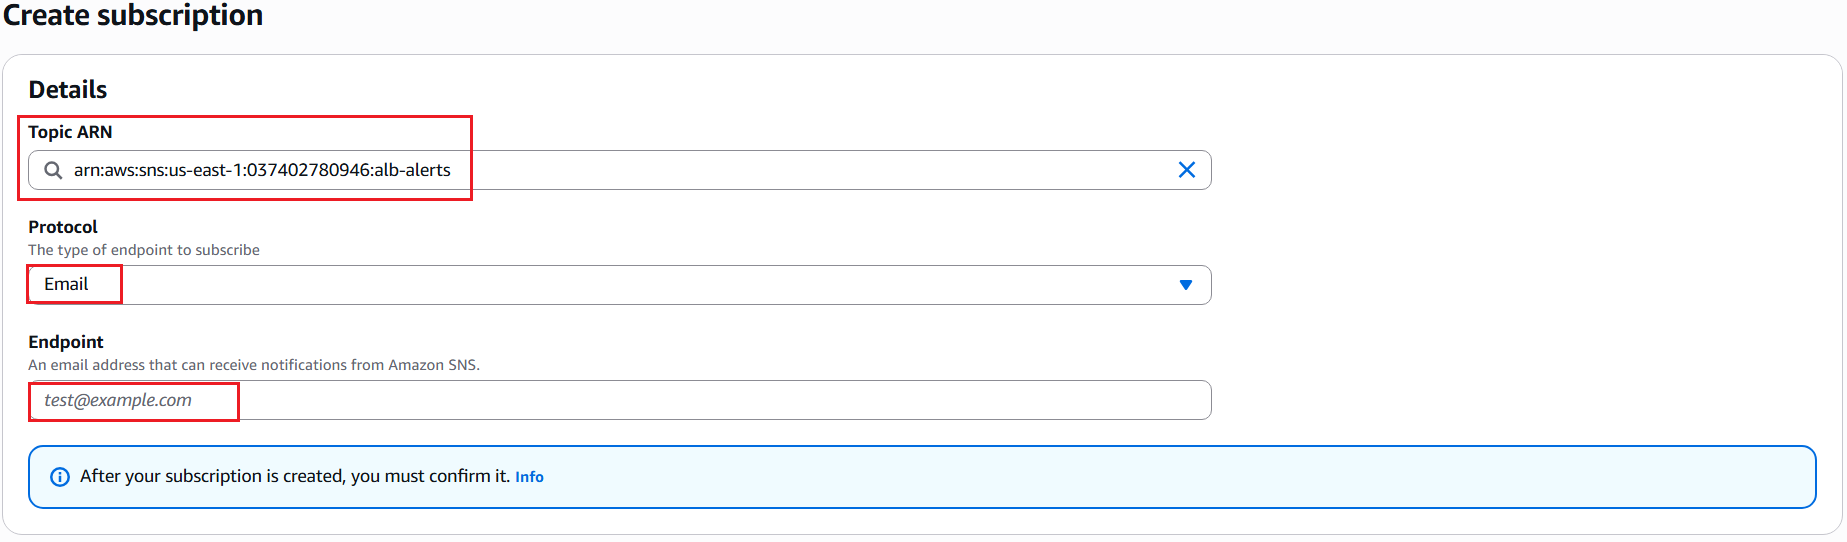 Create subscription
Details
Topic ARN
arn:aws:sns:us-east-1:037402780946:alb-alerts
Protocol
The type of endpoint to subscribe
Email
Endpoint
An email address that can receive notifications from Amazon SNS.
test@example.com
After your subscription is created, you must confirm it. Info